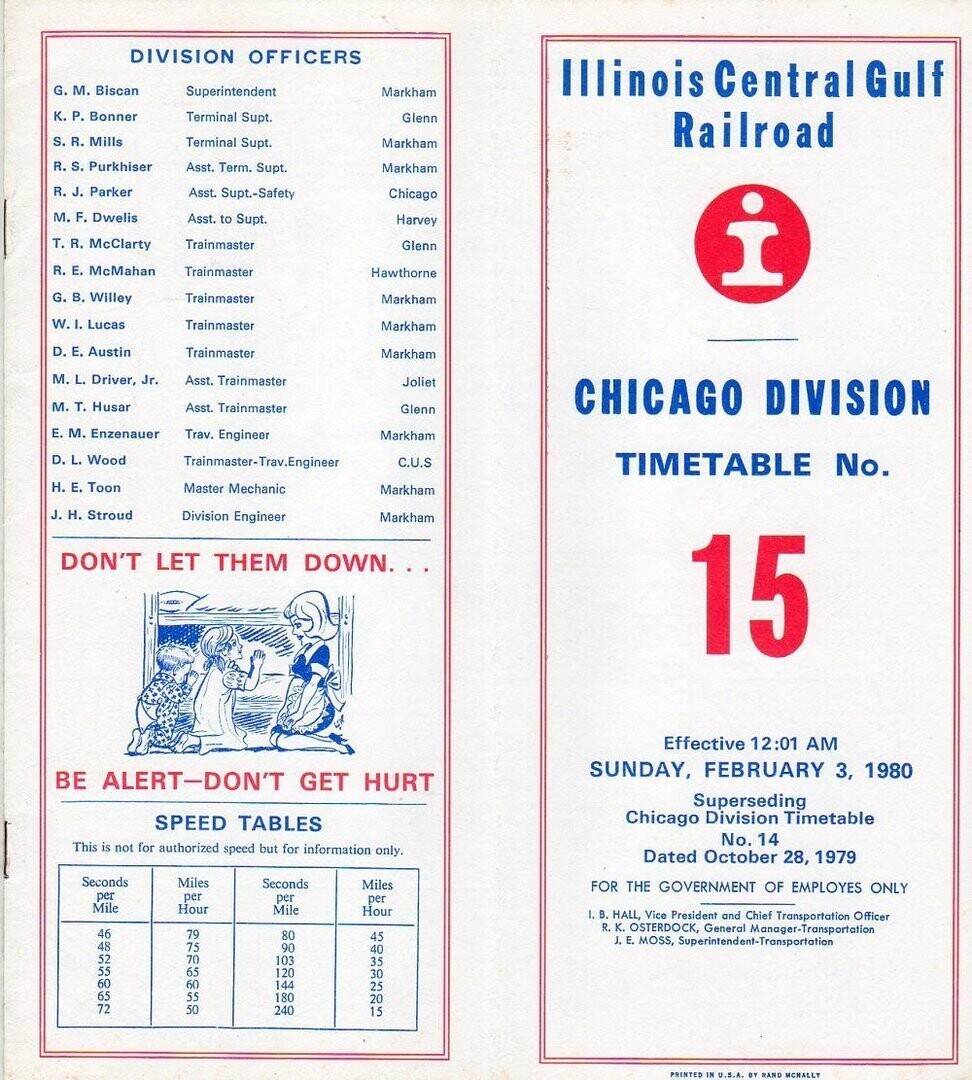 DIVISION OFFICERS
G. M. Biscan Superintendent Markham
K. P. Bonner Terminal Supt. Glenn
S. R. Mills Terminal Supt. Markham
R. S. Purkhiser Asst. Term. Supt. Markham
R. J. Parker Asst. Supt.-Safety Chicago
M. F. Dwelis Asst. to Supt. Harvey
T. R. McClarty Trainmaster Glenn
R. E. McMahan Trainmaster Hawthorne
G. B. Willey Trainmaster Markham
W. I. Lucas Trainmaster Markham
D. E. Austin Trainmaster Markham
M. L. Driver, Jr. Asst. Trainmaster Joliet
M. T. Husar Asst. Trainmaster Glenn
E. M. Enzenauer Trav. Engineer Markham
D. L. Wood Trainmaster-Trav.Engineer C.U.S
H. E. Toon Master Mechanic Markham
J. H. Stroud Division Engineer Markham
DON'T LET THEM DOWN. . .
BE ALERT—DON'T GET HURT
SPEED TABLES
This is not for authorized speed but for information only.
Seconds Miles Seconds Miles
per per per per
Mile Hour Mile Hour
46 79 80 45
48 75 90 40
52 70 103 35
55 65 120 30
60 60 144 25
65 55 180 20
72 50 240 15
Illinois Central Gulf
Railroad
i
CHICAGO DIVISION
TIMETABLE No.
15
Effective 12:01 AM
SUNDAY, FEBRUARY 3, 1980
Superseding
Chicago Division Timetable
No. 14
Dated October 28, 1979
FOR THE GOVERNMENT OF EMPLOYES ONLY
I. B. HALL, Vice President and Chief Transportation Officer
R. K. OSTERDOCK, General Manager-Transportation
J. E. MOSS, Superintendent-Transportation
PRINTED IN U.S.A. BY RAND MCNALLY